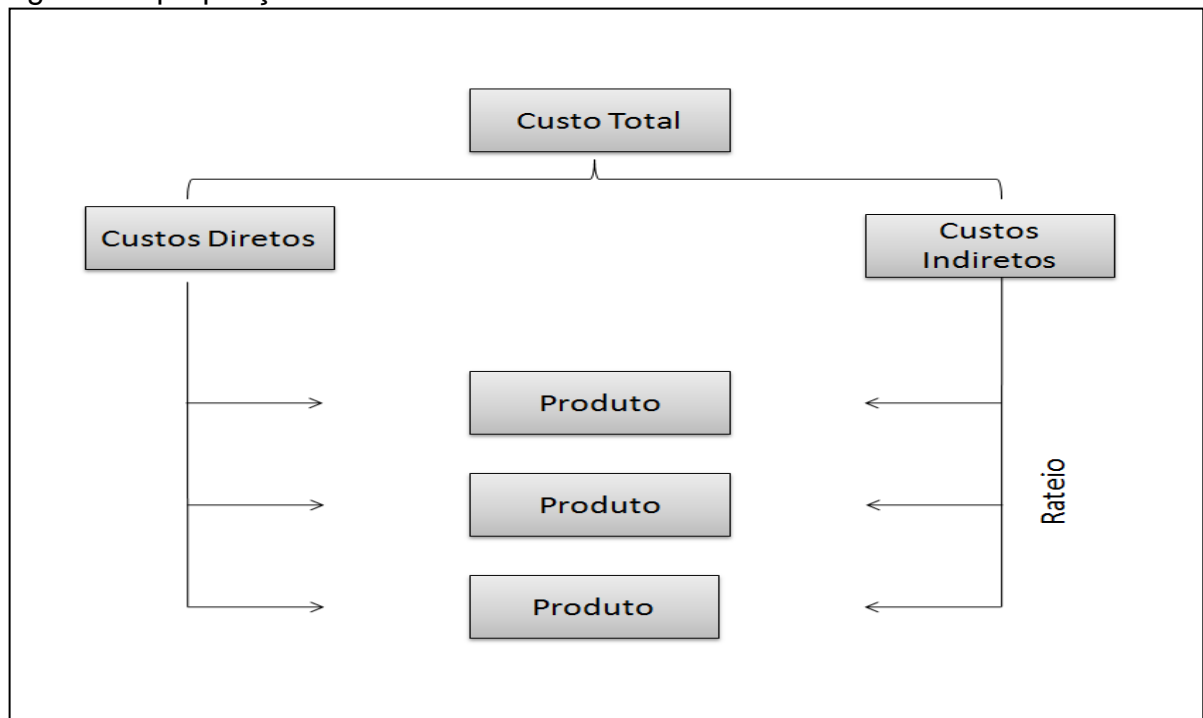 Custo Total
Custos Diretos
Custos
Indiretos
Produto
Produto
Rateio
Produto